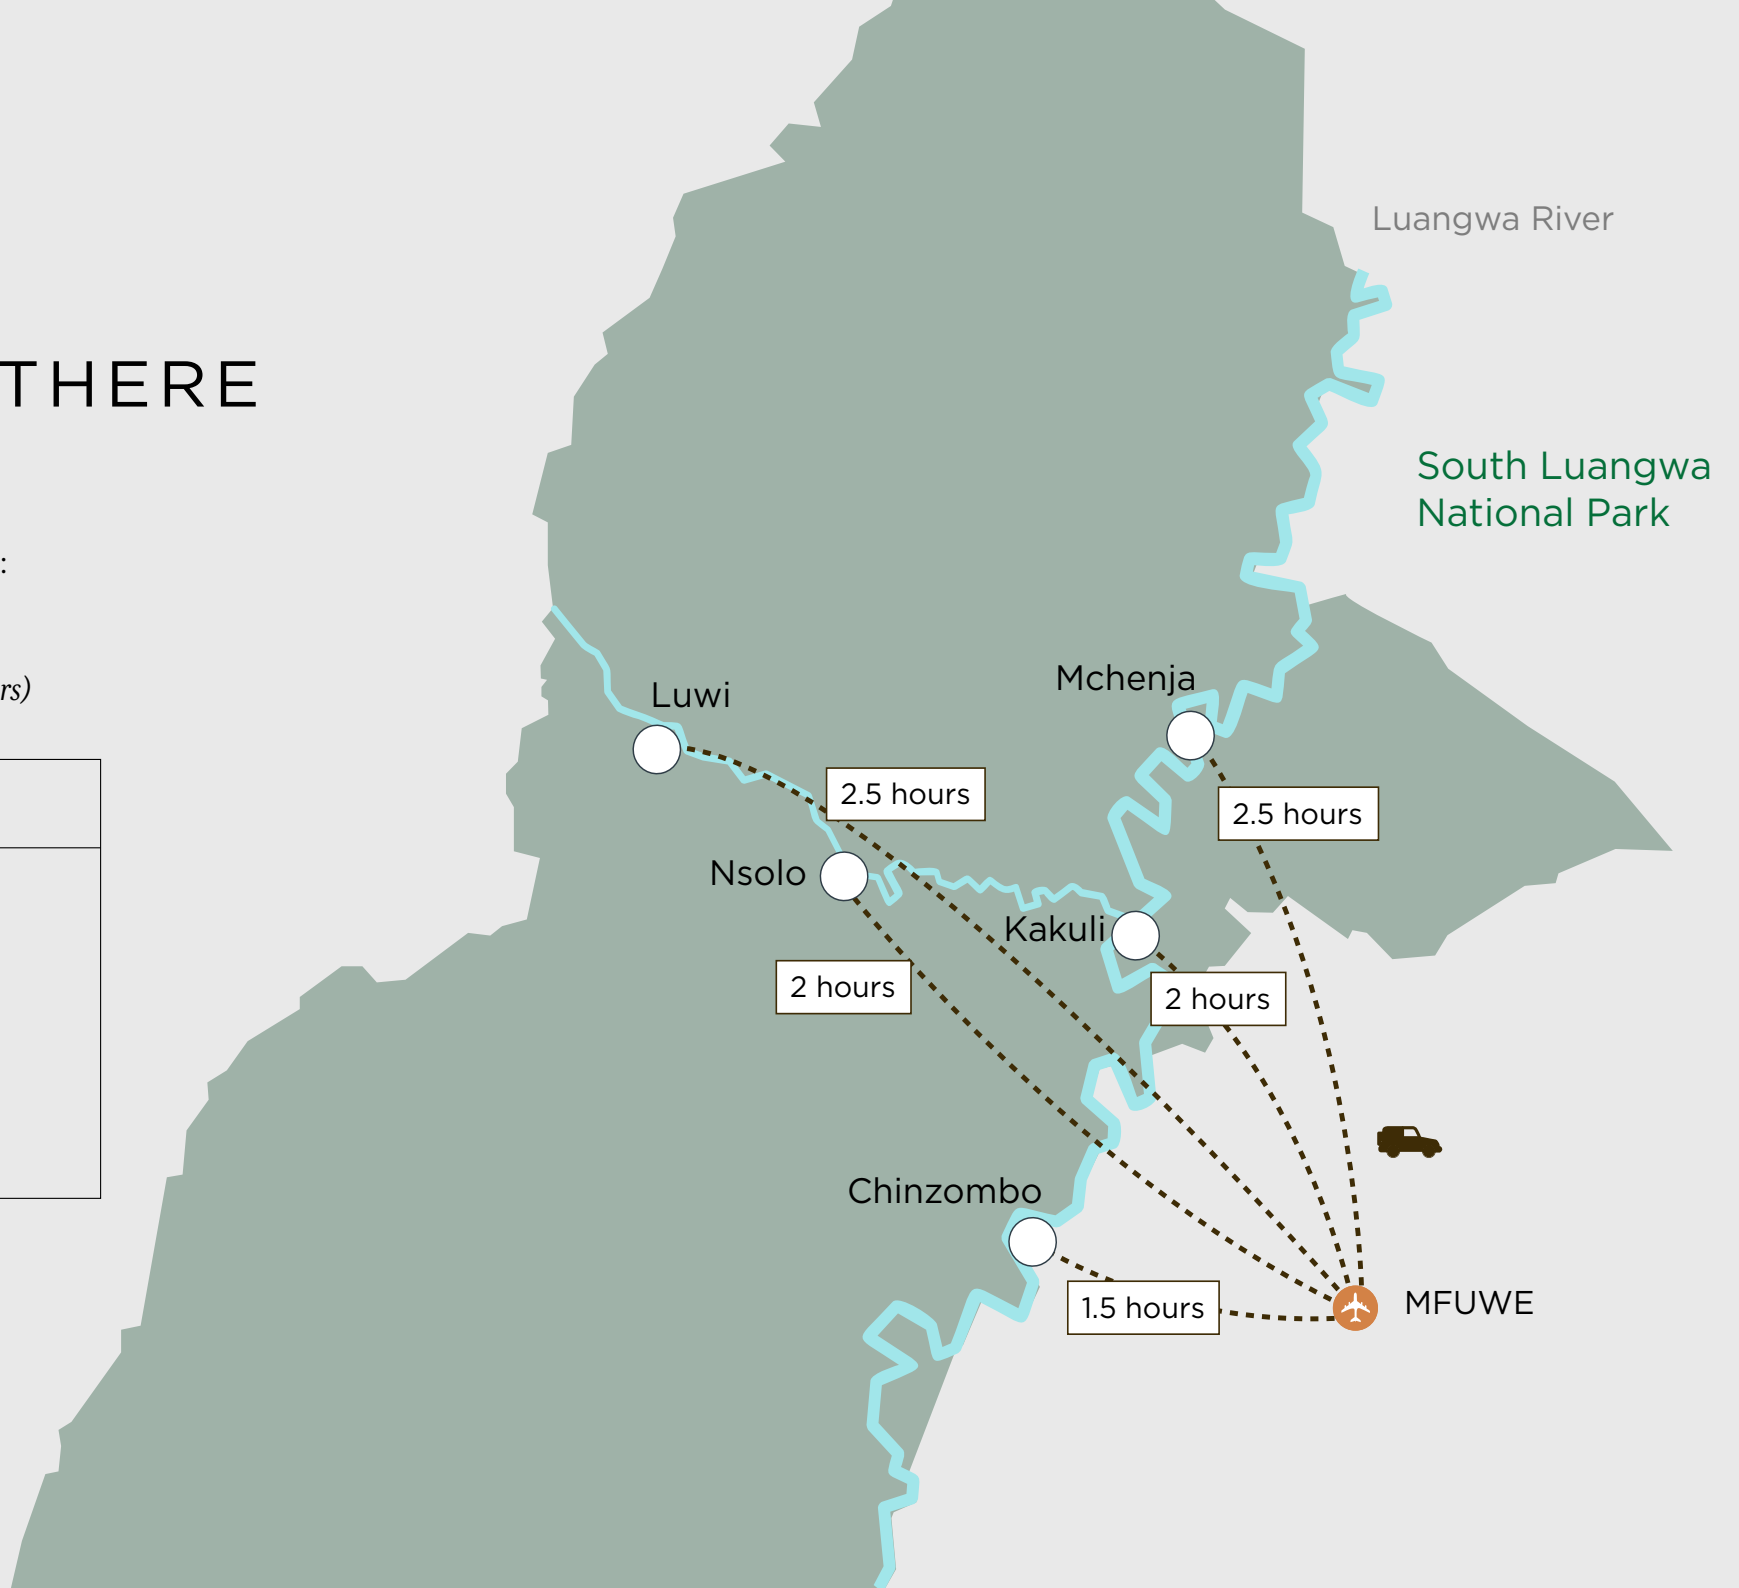 Luangwa River
THERE
South Luangwa
National Park
:
rs)
Mchenja
Luwi
2.5 hours
2.5 hours
Nsolo
Kakuli
2 hours
2 hours
Chinzombo
1.5 hours
MFUWE